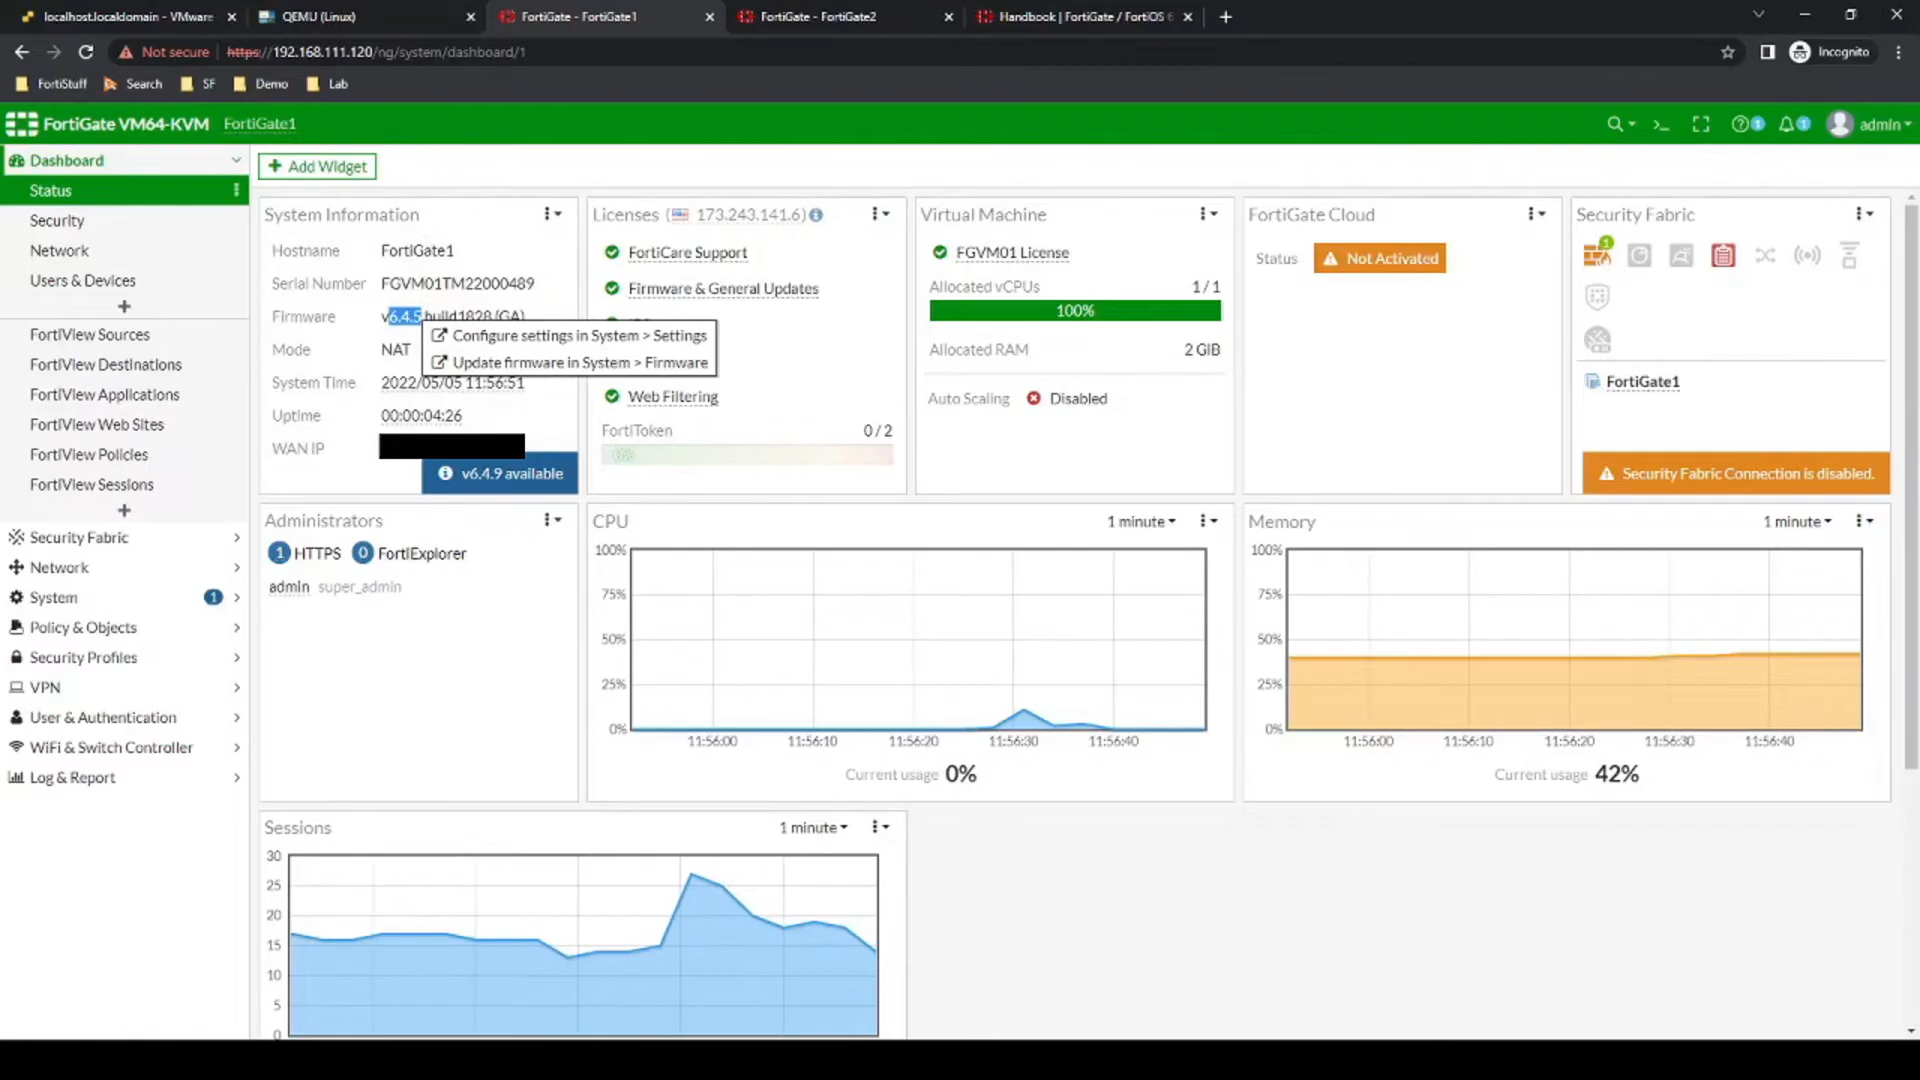 localhost.localdomain - VMware
QEMU (Linux)
FortiGate - FortiGate1
FortiGate - FortiGate2
Handbook | FortiGate / FortiOS 6
Not secure
https://192.168.111.120/ng/system/dashboard/1
Incognito
FortiStuff
Search
SF
Demo
Lab
FortiGate VM64-KVM
FortiGate1
1
1
admin
Dashboard
Status
Security
Network
Users & Devices
FortiView Sources
FortiView Destinations
FortiView Applications
FortiView Web Sites
FortiView Policies
FortiView Sessions
Security Fabric
Network
System
1
Policy & Objects
Security Profiles
VPN
User & Authentication
WiFi & Switch Controller
Log & Report
+ Add Widget
System Information
Hostname FortiGate1
Serial Number FGVM01TM22000489
Firmware v6.4.5 build1828 (GA)
Configure settings in System > Settings
Update firmware in System > Firmware
Mode NAT
System Time 2022/05/05 11:56:51
Uptime 00:00:04:26
WAN IP
v6.4.9 available
Licenses (173.243.141.6)
FortiCare Support
Firmware & General Updates
Web Filtering
FortiToken 0 / 2
0%
Virtual Machine
FGVM01 License
Allocated vCPUs 1 / 1
100%
Allocated RAM 2 GiB
Auto Scaling Disabled
FortiGate Cloud
Status Not Activated
Security Fabric
1
FortiGate1
Security Fabric Connection is disabled.
Administrators
1 HTTPS 0 FortiExplorer
admin super_admin
CPU
1 minute
100%
75%
50%
25%
0%
11:56:00 11:56:10 11:56:20 11:56:30 11:56:40
Current usage 0%
Memory
1 minute
100%
75%
50%
25%
0%
11:56:00 11:56:10 11:56:20 11:56:30 11:56:40
Current usage 42%
Sessions
1 minute
30
25
20
15
10
5
0